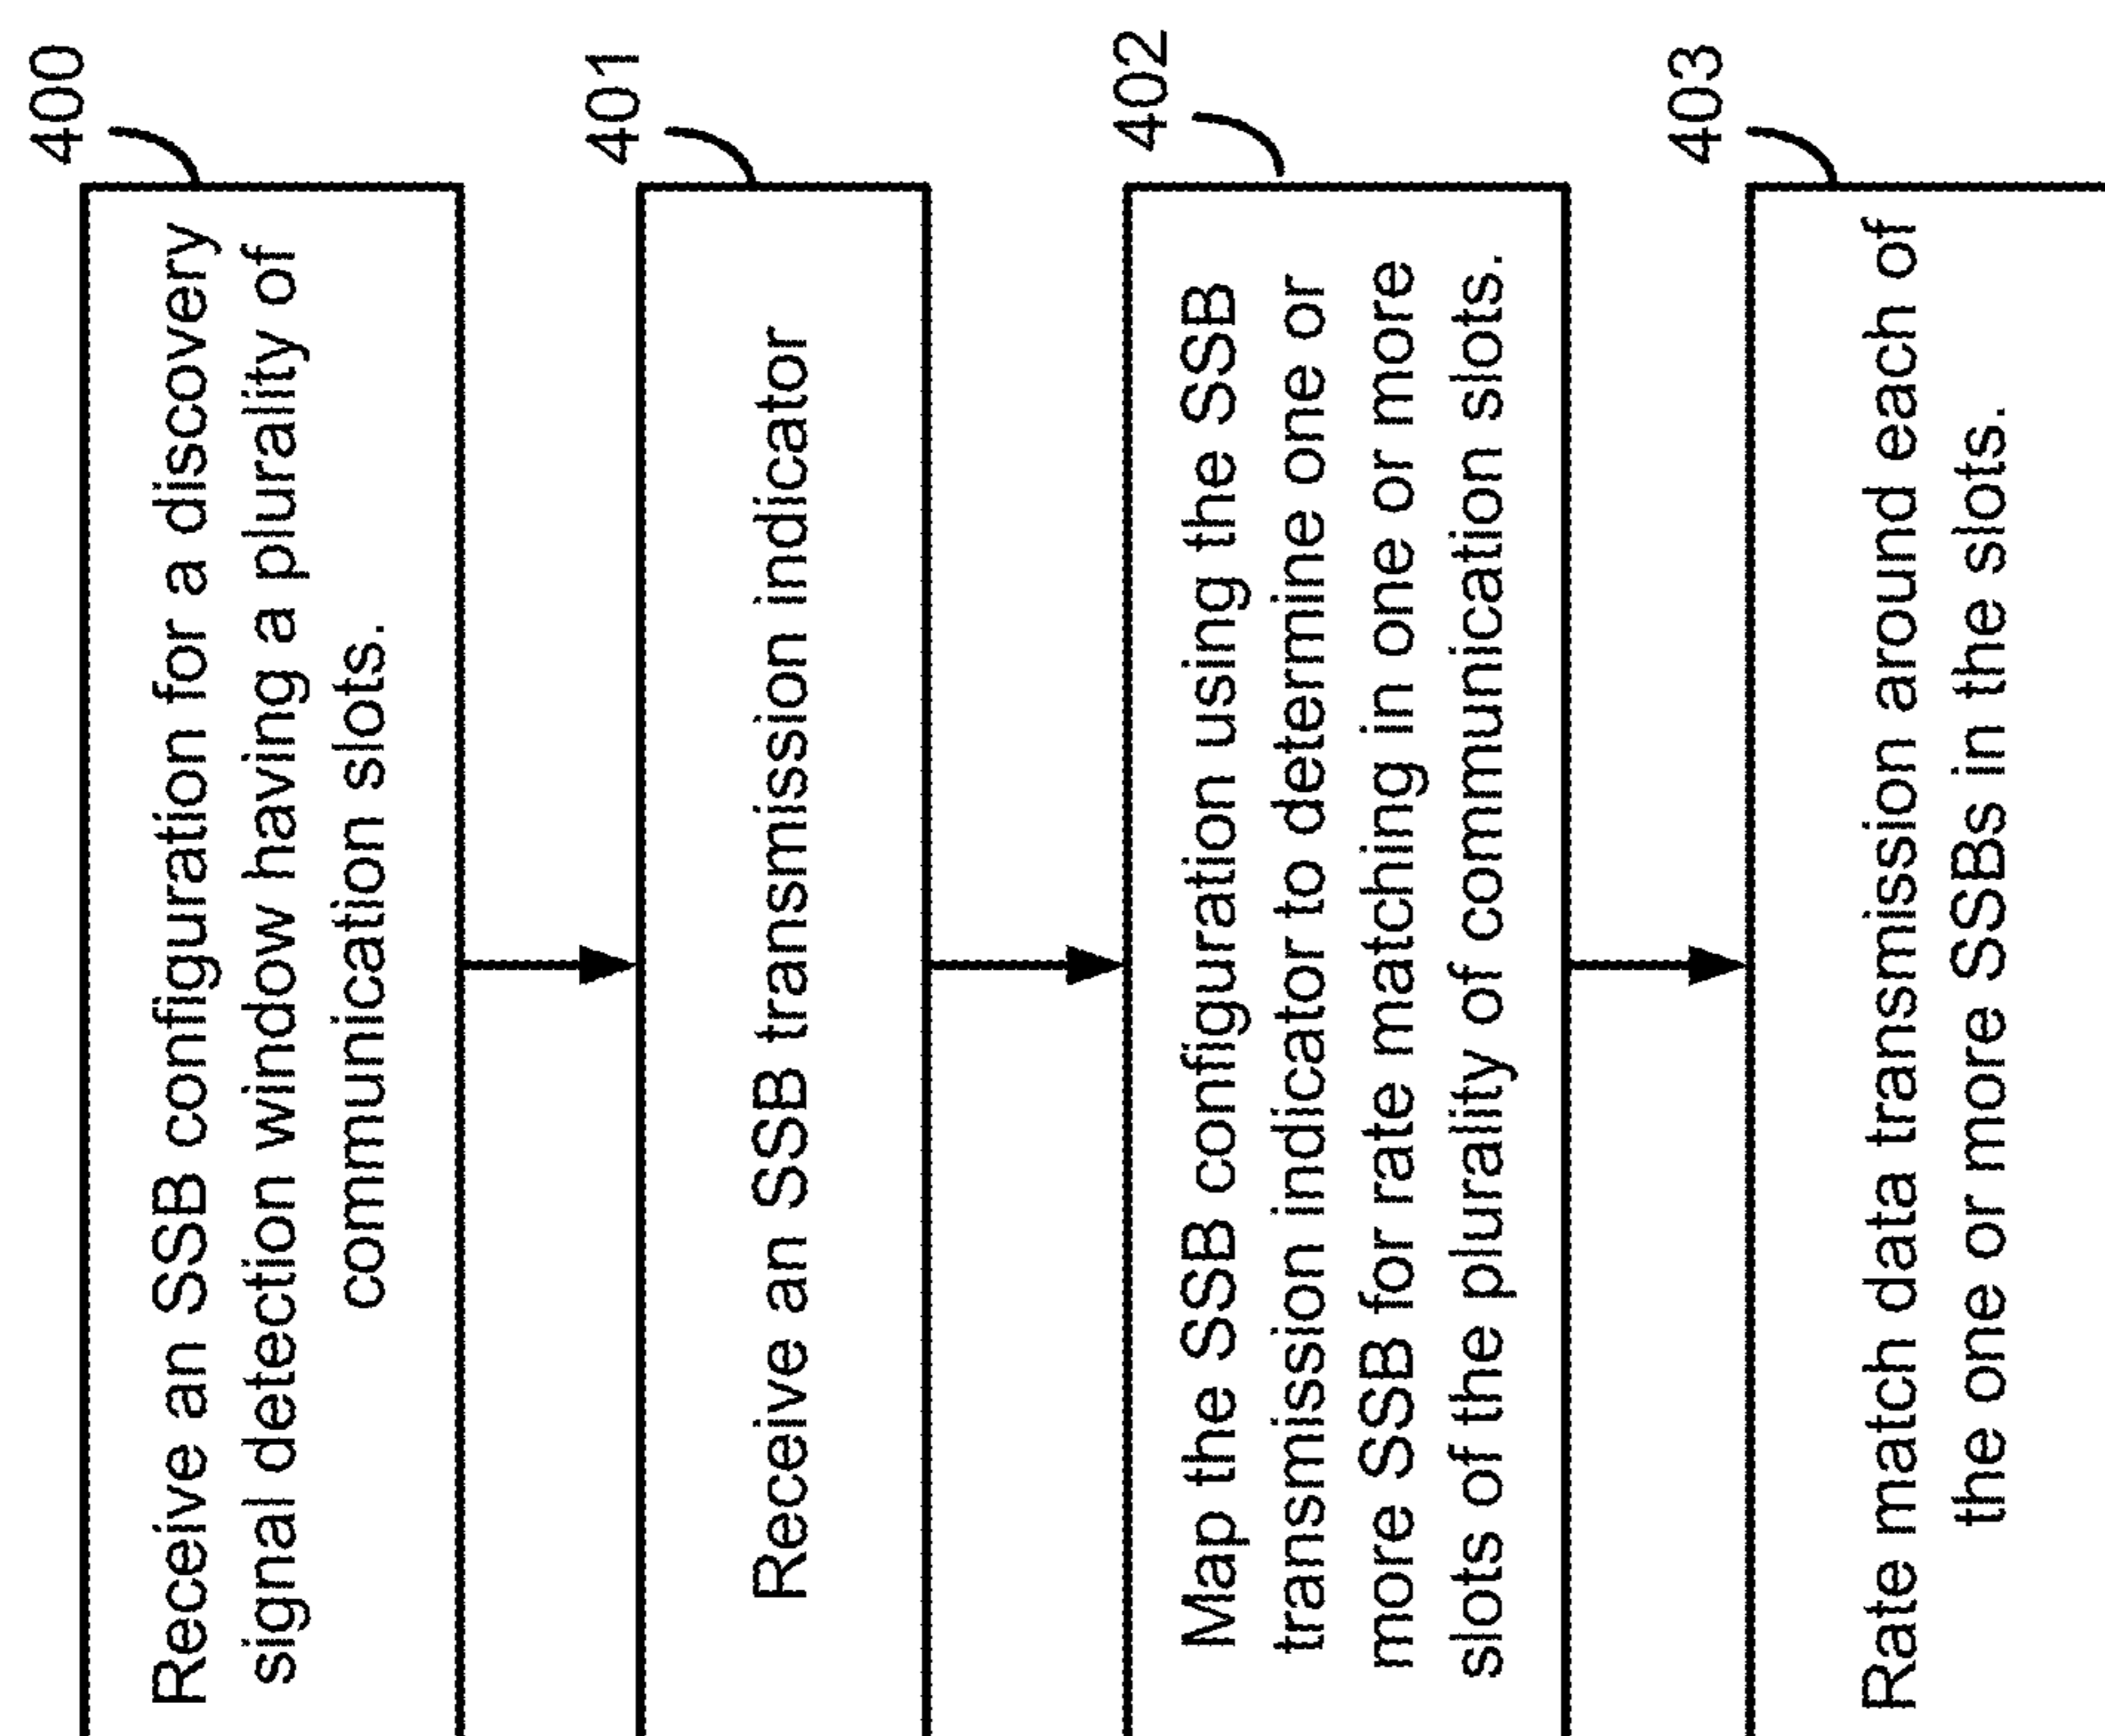 400
Receive an SSB configuration for a discovery
signal detection window having a plurality of
communication slots.
401
Receive an SSB transmission indicator
402
Map the SSB configuration using the SSB
transmission indicator to determine one or
more SSB for rate matching in one or more
slots of the plurality of communication slots.
403
Rate match data transmission around each of
the one or more SSBs in the slots.